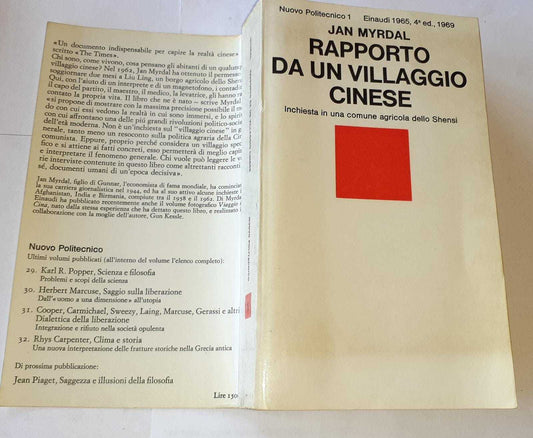 «Un documento indispensabile per capire la realtà cinese»
scritto «The Times».
Chi sono, come vivono, cosa pensano gli abitanti di un
villaggio cinese? Nel 1962, Jan Myrdal ha ottenuto il
soggiornare due mesi a Liu Ling, un borgo agricolo dello
Qui, con l'aiuto di un interprete e di un magnetofono, i
il capo del partito, il maestro, il medico, la levatrice, gli hanno
contato la propria vita. Il libro che ne è nato – scrive Myrdal
«si propone di mostrare con la massima precisione possibile il
do con cui essi vedono la realtà in cui sono immersi, e lo
con cui affrontano una delle più grandi rivoluzioni
dell'età moderna. Non è un'inchiesta sul "villaggio cinese" in
nerale, tanto meno un resoconto sulla politica agraria della
comunista. Eppure, proprio perché considera un villaggio
fico e si attiene ai fatti concreti, esso permetterà di meglio
e interpretare il fenomeno generale. Chi vuole può leggere le
rie interviste contenute in questo libro come altrettanti
sé, documenti umani di un'epoca decisiva».
Jan Myrdal, figlio di Gunnar, l'economista di fama mondiale, ha
la sua carriera giornalistica nel 1944, ed ha al suo attivo alcune inchieste
Afghanistan, India e Birmania, compiute tra il 1958 e il 1962. Di
Einaudi ha pubblicato recentemente anche il volume fotografico Viaggio
Cina, nato dalla stessa esperienza che ha dettato questo libro, e realizzato
collaborazione con la moglie dell'autore, Gun Kessle.
Nuovo Politecnico
Ultimi volumi pubblicati (all'interno del volume l'elenco completo):
29. Karl R. Popper, Scienza e filosofia
Problemi e scopi della scienza
30. Herbert Marcuse, Saggio sulla liberazione
Dall'«uomo a una dimensione» all'utopia
31. Cooper, Carmichael, Sweezy, Laing, Marcuse, Gerassi e altri
Dialettica della liberazione
Integrazione e rifiuto nella società opulenta
32. Rhys Carpenter, Clima e storia
Una nuova interpretazione delle fratture storiche nella Grecia antica
Di prossima pubblicazione:
Jean Piaget, Saggezza e illusioni della filosofia
Lire 150
Nuovo Politecnico 1 Einaudi 1965, 4ª ed., 1969
JAN MYRDAL
RAPPORTO
DA UN VILLAGGIO
CINESE
Inchiesta in una comune agricola dello Shensi